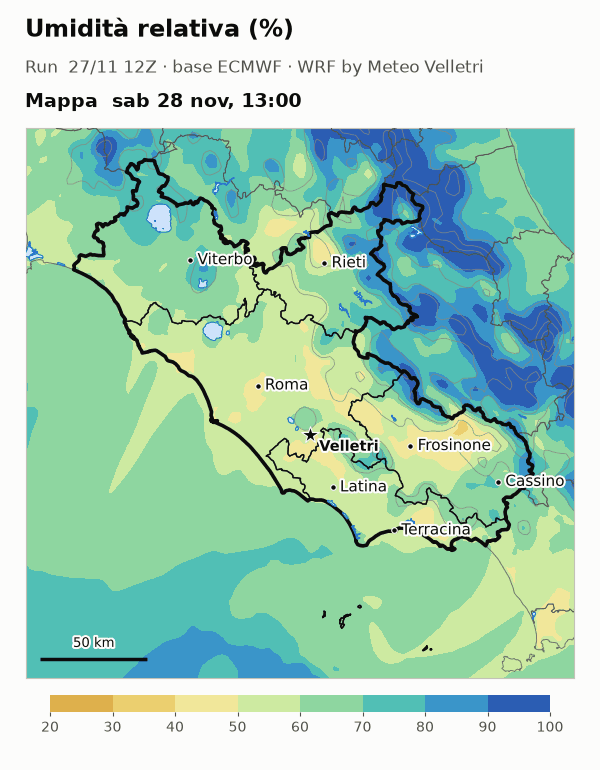 Umidità relativa (%)
Run  27/11 12Z · base ECMWF · WRF by Meteo Velletri
Mappa  sab 28 nov, 13:00
Viterbo
Rieti
Roma
Velletri
Frosinone
Latina
Cassino
Terracina
50 km
20 30 40 50 60 70 80 90 100